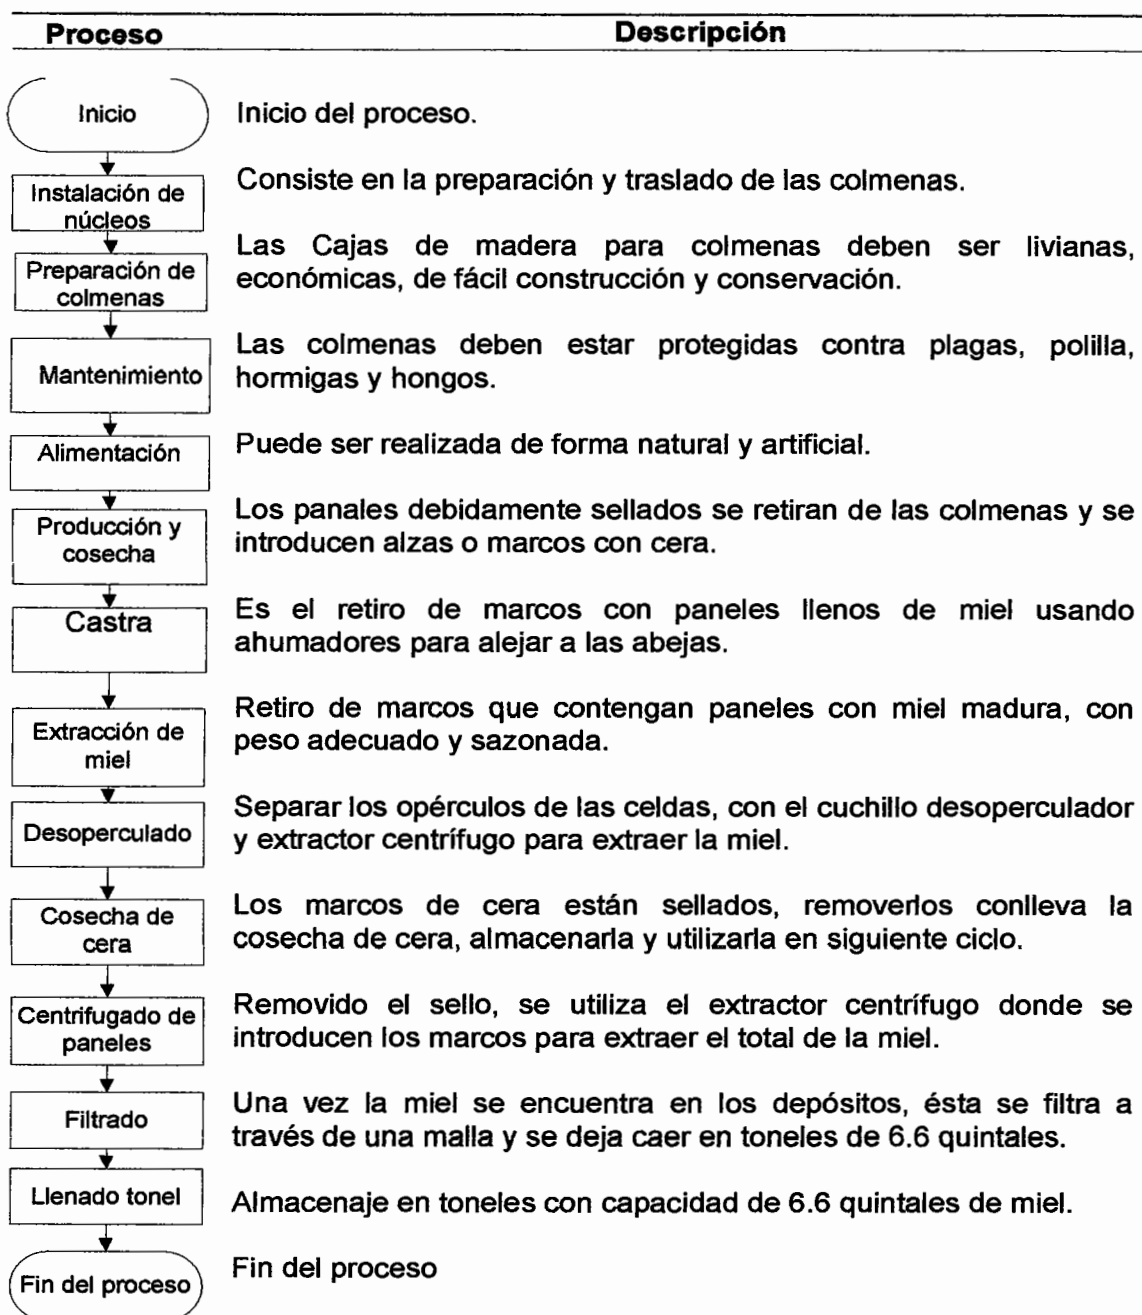 Proceso Descripción
Inicio
Inicio del proceso.
Instalación de
núcleos
Consiste en la preparación y traslado de las colmenas.
Preparación de
colmenas
Las Cajas de madera para colmenas deben ser livianas,
económicas, de fácil construcción y conservación.
Mantenimiento
Las colmenas deben estar protegidas contra plagas, polilla,
hormigas y hongos.
Alimentación
Puede ser realizada de forma natural y artificial.
Producción y
cosecha
Los panales debidamente sellados se retiran de las colmenas y se
introducen alzas o marcos con cera.
Castra
Es el retiro de marcos con paneles llenos de miel usando
ahumadores para alejar a las abejas.
Extracción de
miel
Retiro de marcos que contengan paneles con miel madura, con
peso adecuado y sazonada.
Desoperculado
Separar los opérculos de las celdas, con el cuchillo desoperculador
y extractor centrífugo para extraer la miel.
Cosecha de
cera
Los marcos de cera están sellados, removerlos conlleva la
cosecha de cera, almacenarla y utilizarla en siguiente ciclo.
Centrifugado de
paneles
Removido el sello, se utiliza el extractor centrífugo donde se
introducen los marcos para extraer el total de la miel.
Filtrado
Una vez la miel se encuentra en los depósitos, ésta se filtra a
través de una malla y se deja caer en toneles de 6.6 quintales.
Llenado tonel
Almacenaje en toneles con capacidad de 6.6 quintales de miel.
Fin del proceso
Fin del proceso